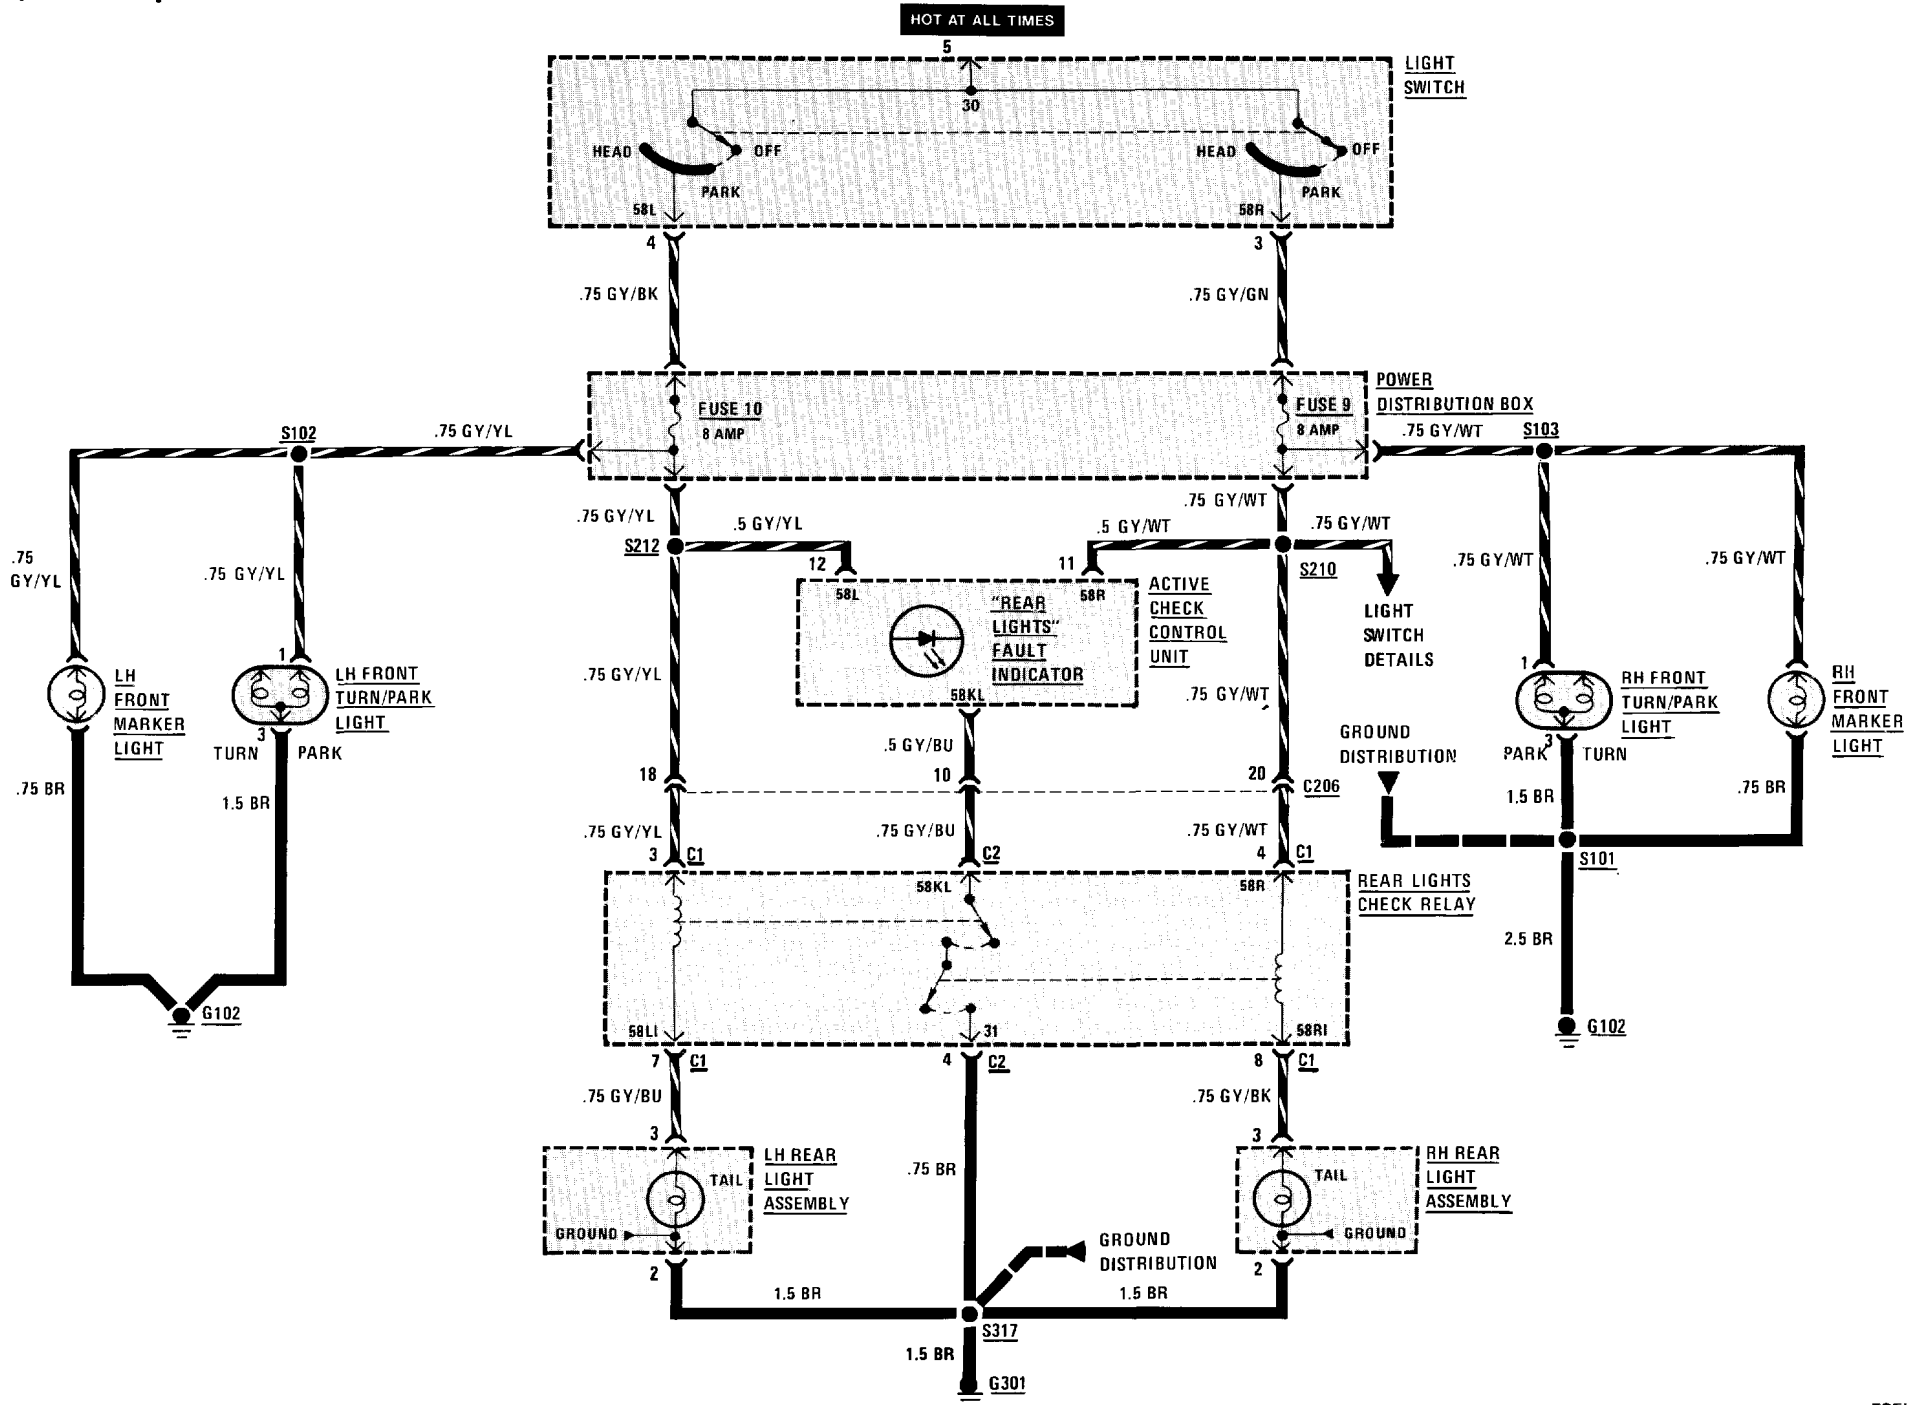 HOT AT ALL TIMES
5
LIGHT
SWITCH
30
HEAD
OFF
PARK
HEAD
OFF
PARK
58L
58R
4
3
.75 GY/BK
.75 GY/GN
POWER
DISTRIBUTION BOX
FUSE 10
8 AMP
FUSE 9
8 AMP
S102
.75 GY/YL
.75 GY/WT
S103
.75 GY/YL
.5 GY/YL
.75 GY/WT
.5 GY/WT
.75 GY/WT
S212
12
11
S210
.75
GY/YL
.75 GY/YL
.75 GY/WT
.75 GY/WT
58L
58R
"REAR
LIGHTS"
FAULT
INDICATOR
ACTIVE
CHECK
CONTROL
UNIT
LIGHT
SWITCH
DETAILS
58KL
.75 GY/YL
.75 GY/WT
LH
FRONT
MARKER
LIGHT
1
LH FRONT
TURN/PARK
LIGHT
3
TURN
PARK
1
RH FRONT
TURN/PARK
LIGHT
3
PARK
TURN
RH
FRONT
MARKER
LIGHT
.5 GY/BU
GROUND
DISTRIBUTION
18
10
20
C206
.75 BR
1.5 BR
1.5 BR
.75 BR
.75 GY/YL
.75 GY/BU
.75 GY/WT
3
C1
C2
4
C1
S101
58KL
58R
REAR LIGHTS
CHECK RELAY
2.5 BR
G102
G102
58LI
31
58RI
7
C1
4
C2
8
C1
.75 GY/BU
.75 GY/BK
3
3
LH REAR
LIGHT
ASSEMBLY
TAIL
GROUND
.75 BR
RH REAR
LIGHT
ASSEMBLY
TAIL
GROUND
2
2
GROUND
DISTRIBUTION
1.5 BR
1.5 BR
S317
1.5 BR
G301